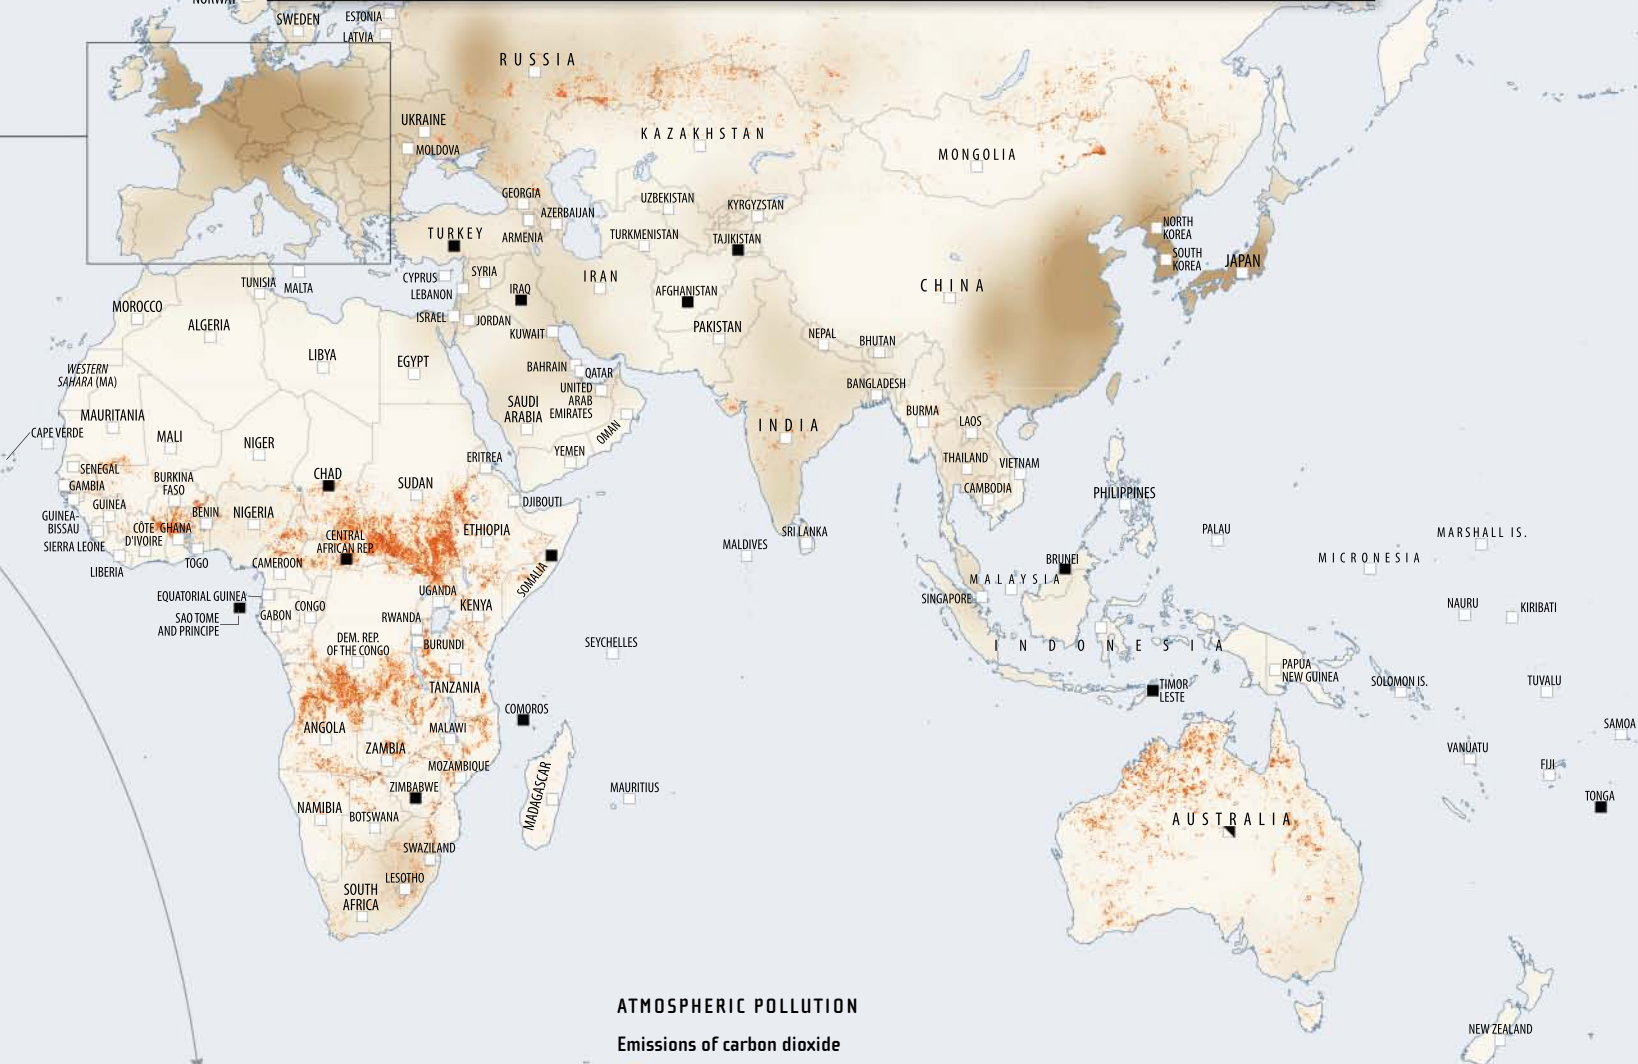 SWEDEN
ESTONIA
LATVIA
RUSSIA
UKRAINE
MOLDOVA
KAZAKHSTAN
MONGOLIA
GEORGIA
AZERBAIJAN
ARMENIA
UZBEKISTAN
KYRGYZSTAN
TURKMENISTAN
TAJIKISTAN
NORTH
KOREA
SOUTH
KOREA
JAPAN
TURKEY
CYPRUS
SYRIA
LEBANON
IRAQ
IRAN
AFGHANISTAN
CHINA
TUNISIA
MALTA
MOROCCO
ALGERIA
ISRAEL
JORDAN
KUWAIT
PAKISTAN
NEPAL
BHUTAN
LIBYA
EGYPT
WESTERN
SAHARA (MA)
BAHRAIN
QATAR
UNITED
ARAB
EMIRATES
SAUDI
ARABIA
OMAN
YEMEN
BANGLADESH
INDIA
BURMA
LAOS
THAILAND
VIETNAM
CAMBODIA
PHILIPPINES
MAURITANIA
CAPE VERDE
MALI
NIGER
CHAD
SUDAN
ERITREA
DJIBOUTI
SENEGAL
GAMBIA
GUINEA
GUINEA-
BISSAU
SIERRA LEONE
LIBERIA
BURKINA
FASO
CÔTE
D'IVOIRE
GHANA
BENIN
TOGO
NIGERIA
CAMEROON
CENTRAL
AFRICAN REP.
ETHIOPIA
SOMALIA
EQUATORIAL GUINEA
SAO TOME
AND PRINCIPE
GABON
CONGO
UGANDA
KENYA
RWANDA
BURUNDI
DEM. REP.
OF THE CONGO
TANZANIA
SEYCHELLES
COMOROS
ANGOLA
ZAMBIA
MALAWI
MOZAMBIQUE
ZIMBABWE
NAMIBIA
BOTSWANA
MADAGASCAR
MAURITIUS
SWAZILAND
LESOTHO
SOUTH
AFRICA
SRI LANKA
MALDIVES
BRUNEI
MALAYSIA
SINGAPORE
INDONESIA
PALAU
MICRONESIA
MARSHALL IS.
NAURU
KIRIBATI
PAPUA
NEW GUINEA
TIMOR
LESTE
SOLOMON IS.
TUVALU
SAMOA
VANUATU
FIJI
TONGA
AUSTRALIA
NEW ZEALAND
ATMOSPHERIC POLLUTION
Emissions of carbon dioxide